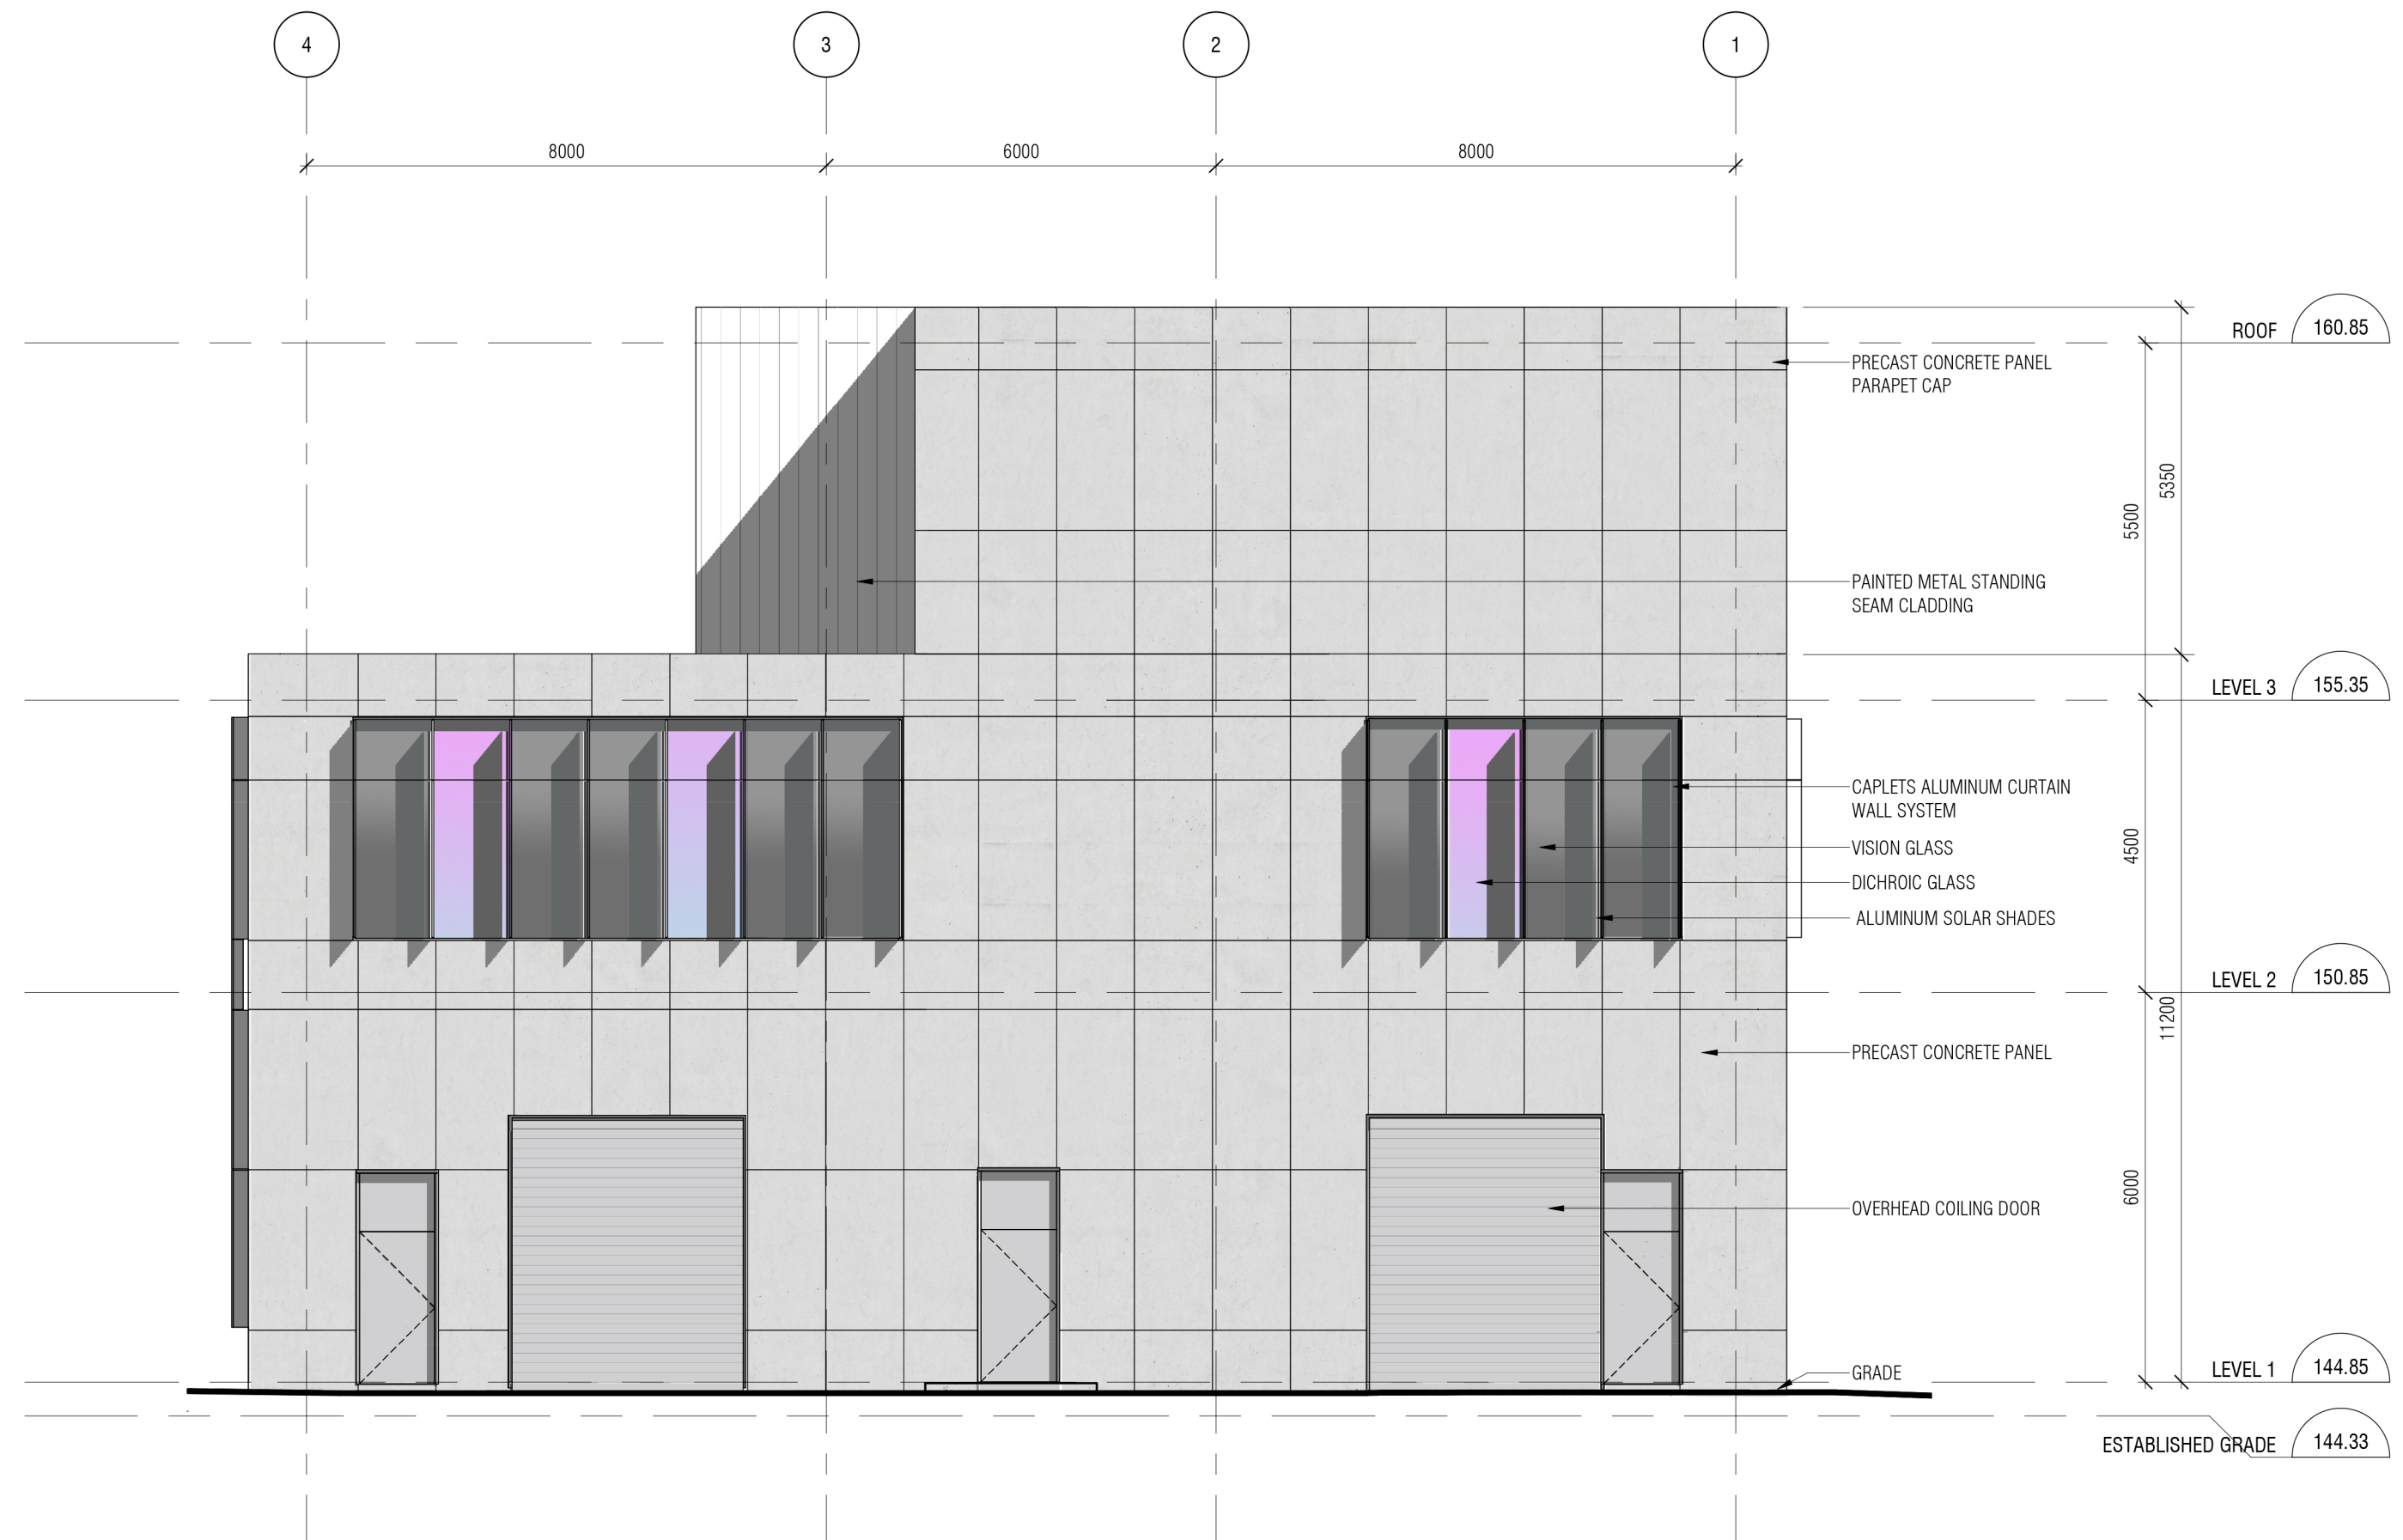 4 3 2 1
8000 6000 8000
ROOF 160.85
PRECAST CONCRETE PANEL
PARAPET CAP
5350
5500
PAINTED METAL STANDING
SEAM CLADDING
LEVEL 3 155.35
CAPLETS ALUMINUM CURTAIN
WALL SYSTEM
VISION GLASS
4500
DICHROIC GLASS
ALUMINUM SOLAR SHADES
LEVEL 2 150.85
11200
PRECAST CONCRETE PANEL
6000
OVERHEAD COILING DOOR
GRADE
LEVEL 1 144.85
ESTABLISHED GRADE 144.33